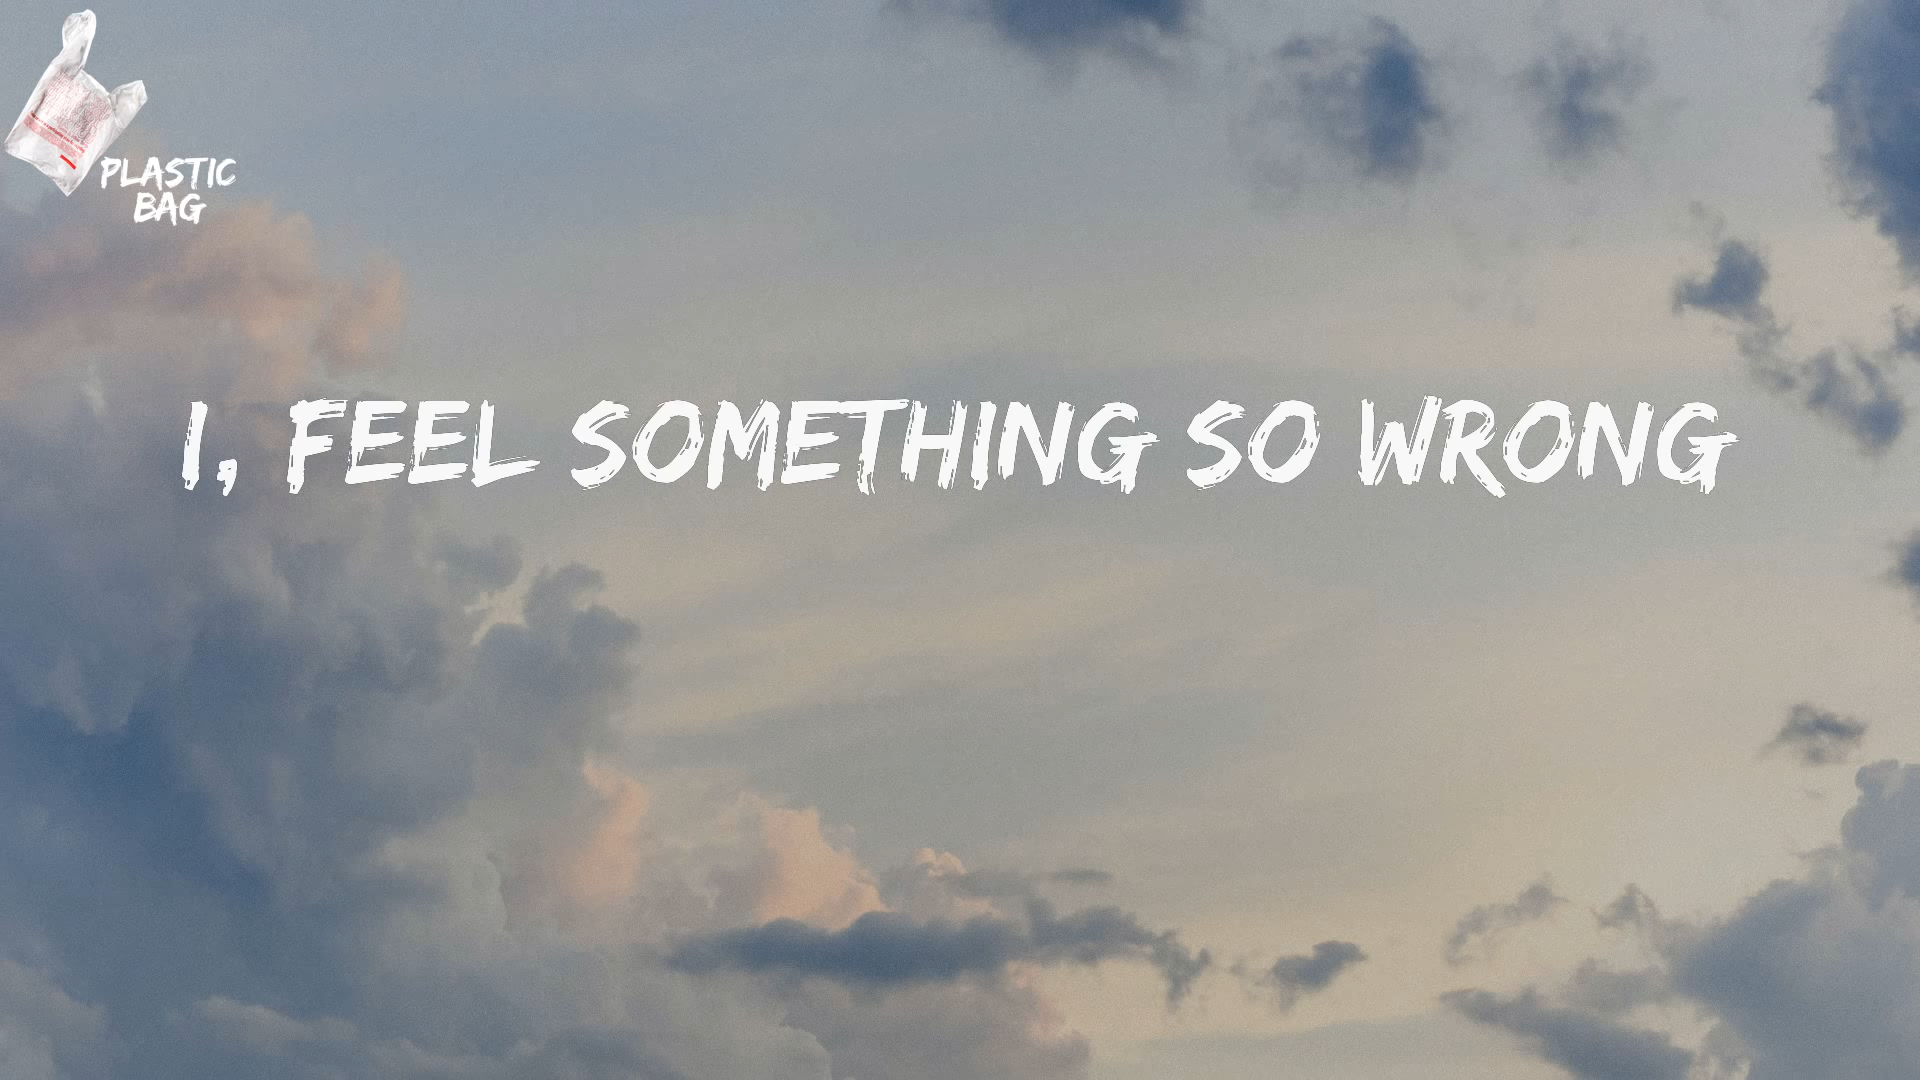 PLASTIC
BAG
I, FEEL SOMETHING SO WRONG